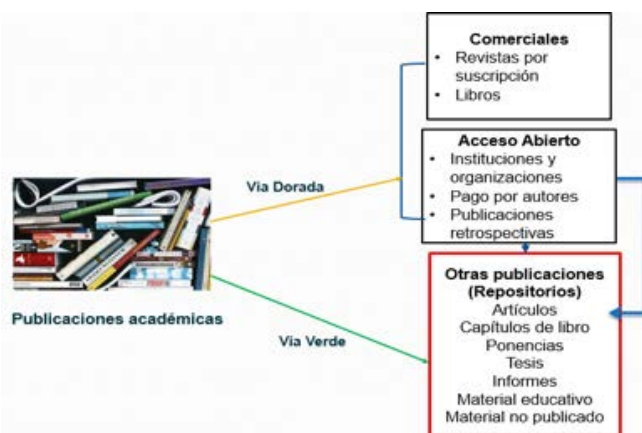 Comerciales
• Revistas por
suscripción
• Libros
Acceso Abierto
• Instituciones y
organizaciones
• Pago por autores
• Publicaciones
retrospectivas
Via Dorada
Publicaciones académicas
Via Verde
Otras publicaciones
(Repositorios)
Artículos
Capítulos de libro
Ponencias
Tesis
Informes
Material educativo
Material no publicado